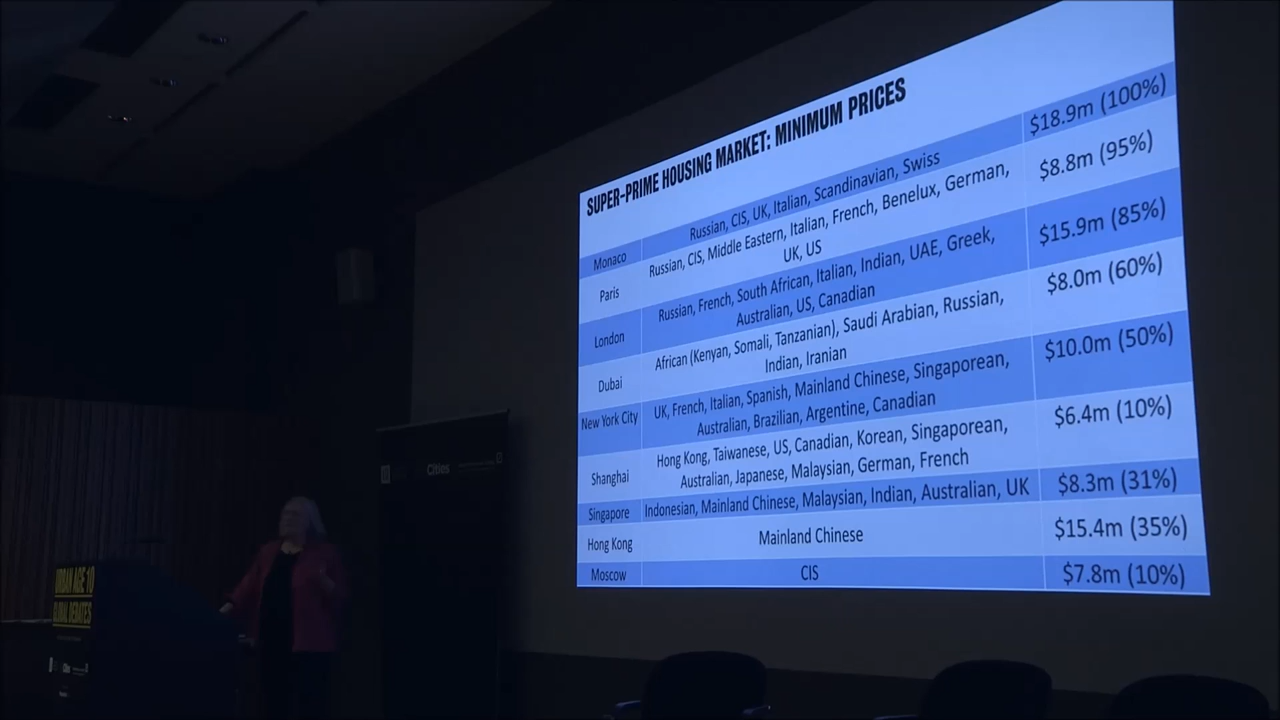 SUPER-PRIME HOUSING MARKET: MINIMUM PRICES
Monaco Russian, CIS, UK, Italian, Scandinavian, Swiss $18.9m (100%)
Paris Russian, CIS, Middle Eastern, Italian, French, Benelux, German,
UK, US $8.8m (95%)
London Russian, French, South African, Italian, Indian, UAE, Greek,
Australian, US, Canadian $15.9m (85%)
Dubai African (Kenyan, Somali, Tanzanian), Saudi Arabian, Russian,
Indian, Iranian $8.0m (60%)
New York City UK, French, Italian, Spanish, Mainland Chinese, Singaporean,
Australian, Brazilian, Argentine, Canadian $10.0m (50%)
Shanghai Hong Kong, Taiwanese, US, Canadian, Korean, Singaporean,
Australian, Japanese, Malaysian, German, French $6.4m (10%)
Singapore Indonesian, Mainland Chinese, Malaysian, Indian, Australian, UK $8.3m (31%)
Hong Kong Mainland Chinese $15.4m (35%)
Moscow CIS $7.8m (10%)
Cities
URBAN AGE 10
GLOBAL DEBATES